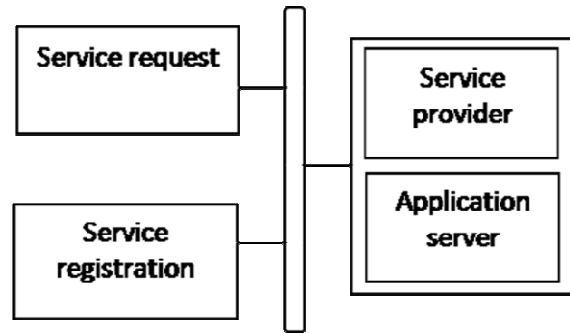 Service request
Service
registration
Service
provider
Application
server